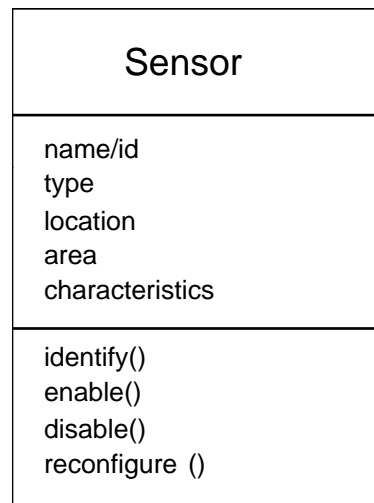 Sensor
name/id
type
location
area
characteristics
identify()
enable()
disable()
reconfigure ()